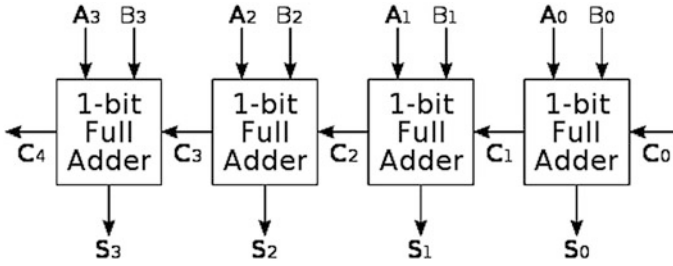 A3 B3 A2 B2 A1 B1 A0 B0
1-bit 1-bit 1-bit 1-bit
Full Full Full Full
Adder Adder Adder Adder
C4 C3 C2 C1 C0
S3 S2 S1 S0